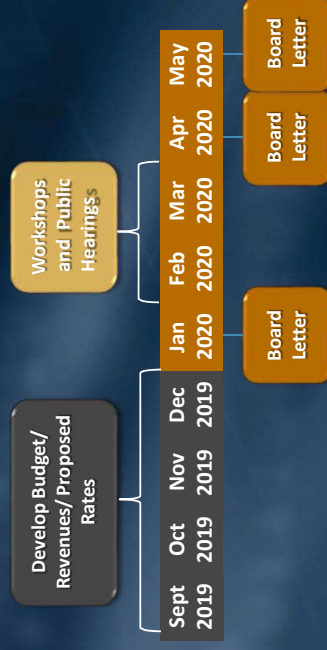 Develop Budget/
Revenues/ Proposed
Rates
Workshops
and Public
Hearings
Sept
2019
Oct
2019
Nov
2019
Dec
2019
Jan
2020
Feb
2020
Mar
2020
Apr
2020
May
2020
Board
Letter
Board
Letter
Board
Letter